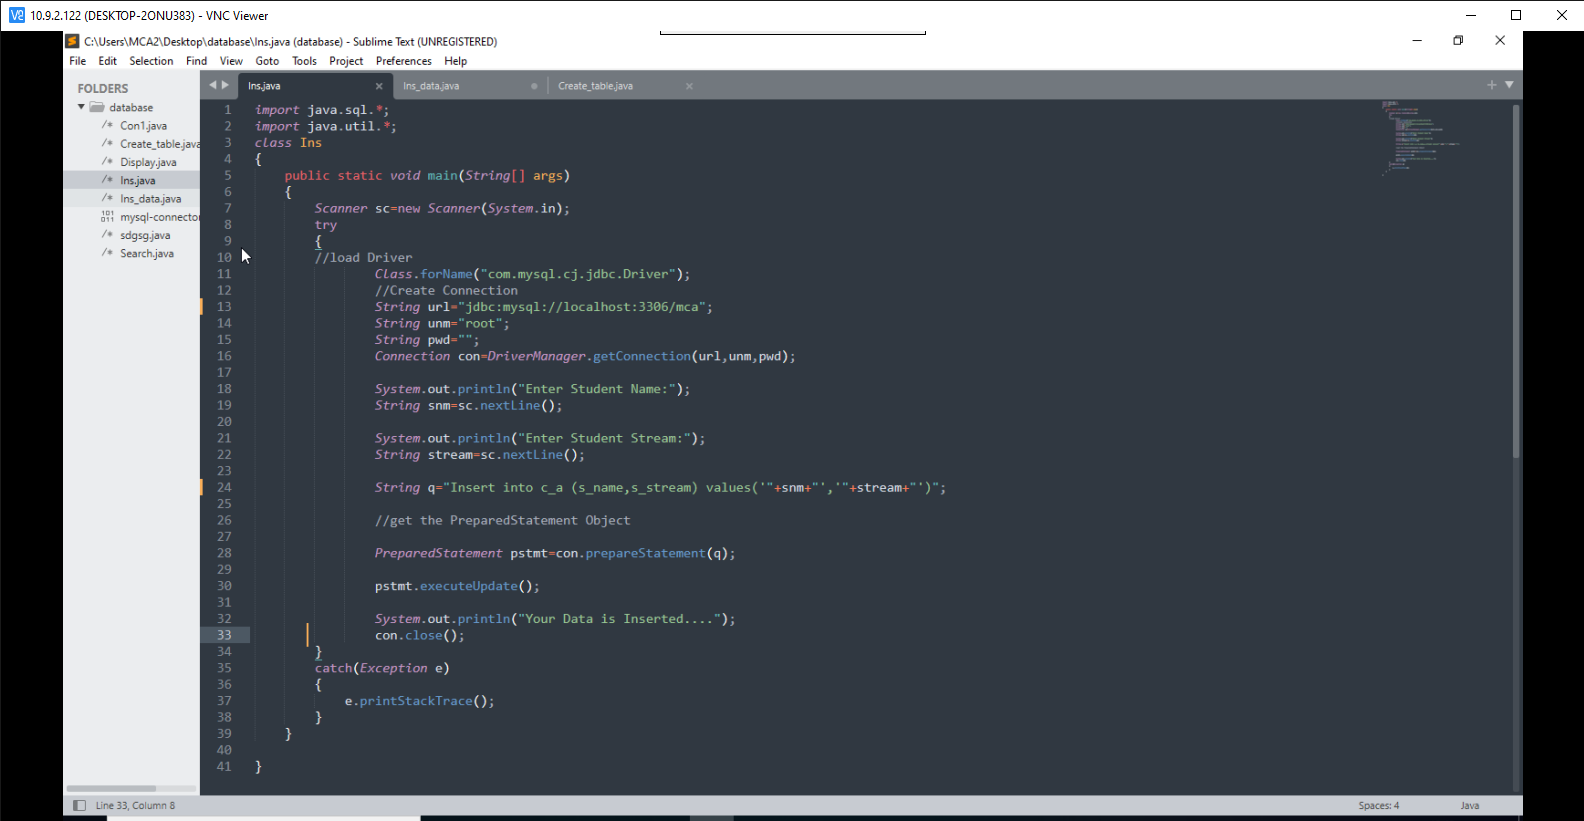 10.9.2.122 (DESKTOP-2ONU383) - VNC Viewer
C:\Users\MCA2\Desktop\database\Ins.java (database) - Sublime Text (UNREGISTERED)
File Edit Selection Find View Goto Tools Project Preferences Help
FOLDERS
database
Con1.java
Create_table.java
Display.java
Ins.java
Ins_data.java
mysql-connector
sdgsg.java
Search.java
Ins.java Ins_data.java Create_table.java
1 import java.sql.*;
2 import java.util.*;
3 class Ins
4 {
5 public static void main(String[] args)
6 {
7 Scanner sc=new Scanner(System.in);
8 try
9 {
10 //load Driver
11 Class.forName("com.mysql.cj.jdbc.Driver");
12 //Create Connection
13 String url="jdbc:mysql://localhost:3306/mca";
14 String unm="root";
15 String pwd="";
16 Connection con=DriverManager.getConnection(url,unm,pwd);
17
18 System.out.println("Enter Student Name:");
19 String snm=sc.nextLine();
20
21 System.out.println("Enter Student Stream:");
22 String stream=sc.nextLine();
23
24 String q="Insert into c_a (s_name,s_stream) values('"+snm+"','"+stream+"')";
25
26 //get the PreparedStatement Object
27
28 PreparedStatement pstmt=con.prepareStatement(q);
29
30 pstmt.executeUpdate();
31
32 System.out.println("Your Data is Inserted....");
33 con.close();
34 }
35 catch(Exception e)
36 {
37 e.printStackTrace();
38 }
39 }
40
41 }
Line 33, Column 8
Spaces: 4
Java